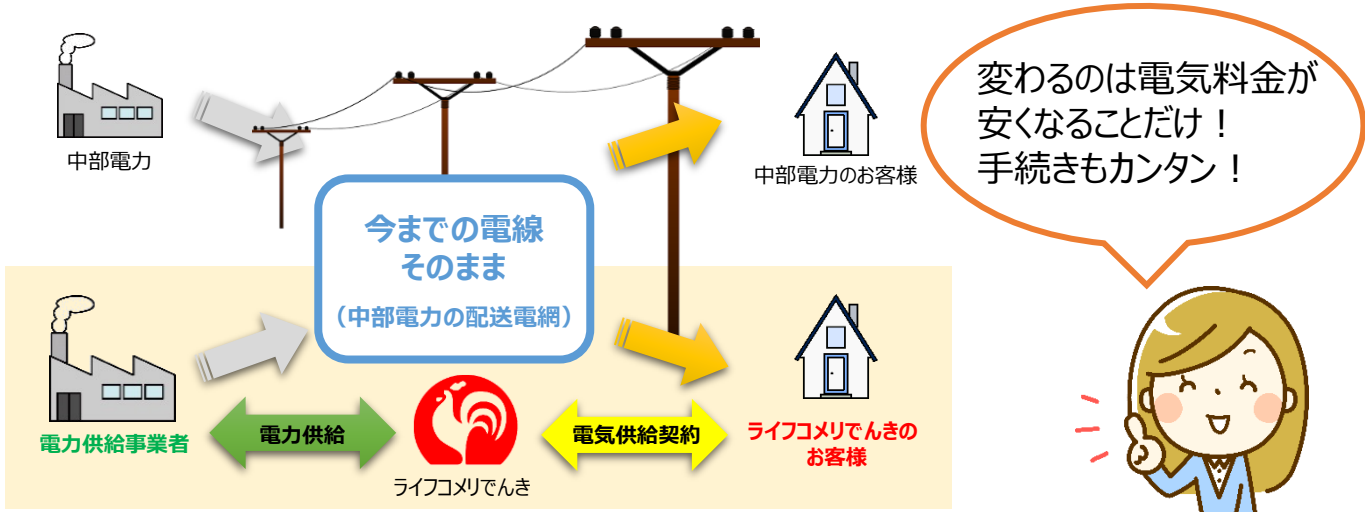 中部電力
中部電力のお客様
変わるのは電気料金が
安くなることだけ！
手続きもカンタン！
今までの電線
そのまま
（中部電力の配送電網）
電力供給事業者
電力供給
ライフコメリでんき
電気供給契約
ライフコメリでんきの
お客様